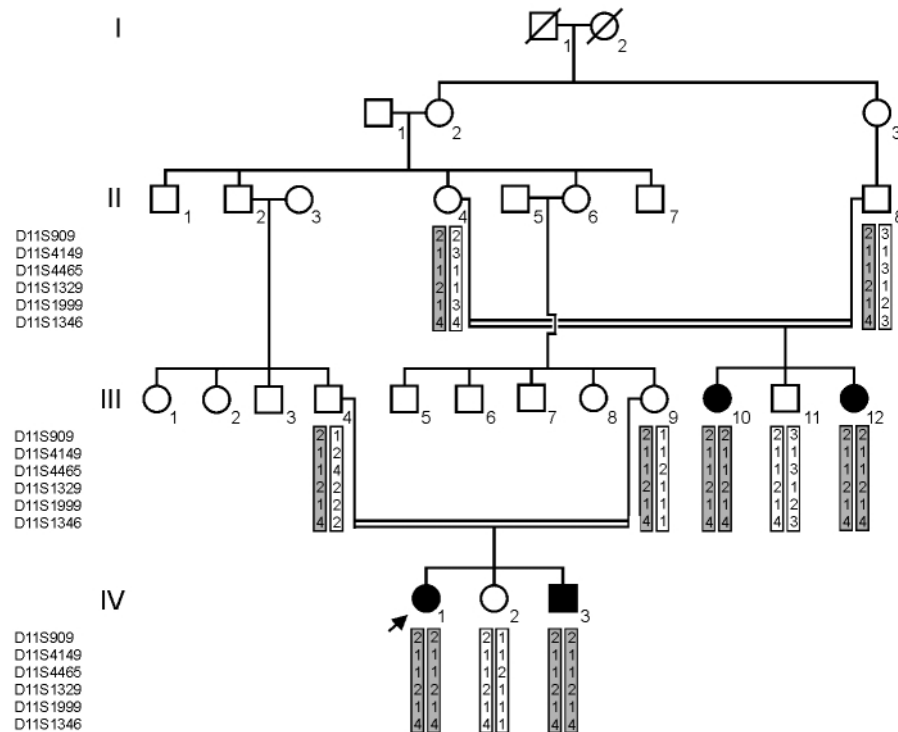 I
1 2
1 2 3
II
1 2 3 4 5 6 7 8
D11S909 2 2 2 3
D11S4149 1 3 1 1
D11S4465 1 1 1 3
D11S1329 2 1 2 1
D11S1999 1 3 1 2
D11S1346 4 4 4 3
III
1 2 3 4 5 6 7 8 9 10 11 12
D11S909 2 1 2 1 2 2 2 3 2 2
D11S4149 1 2 1 1 1 1 1 1 1 1
D11S4465 1 4 1 2 1 1 1 3 1 1
D11S1329 2 2 2 1 2 2 2 1 2 2
D11S1999 1 2 1 1 1 1 1 2 1 1
D11S1346 4 2 4 1 4 4 4 3 4 4
IV
1 2 3
D11S909 2 2 2 1 2 2
D11S4149 1 1 1 1 1 1
D11S4465 1 1 1 2 1 1
D11S1329 2 2 2 1 2 2
D11S1999 1 1 1 1 1 1
D11S1346 4 4 4 1 4 4